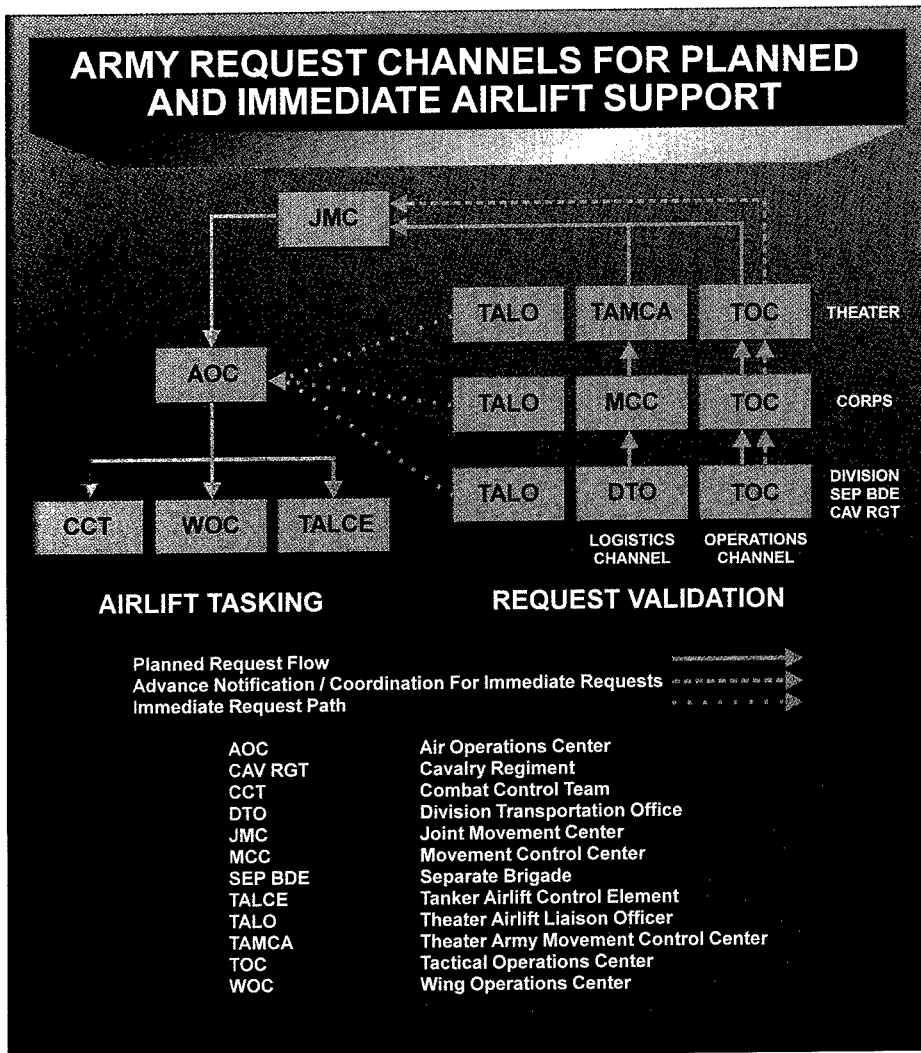 ARMY REQUEST CHANNELS FOR PLANNED
AND IMMEDIATE AIRLIFT SUPPORT
JMC
TALO TAMCA TOC THEATER
AOC
TALO MCC TOC CORPS
TALO DTO TOC DIVISION
SEP BDE
CAV RGT
CCT WOC TALCE
LOGISTICS CHANNEL
OPERATIONS CHANNEL
AIRLIFT TASKING REQUEST VALIDATION
Planned Request Flow
Advance Notification / Coordination For Immediate Requests
Immediate Request Path
AOC Air Operations Center
CAV RGT Cavalry Regiment
CCT Combat Control Team
DTO Division Transportation Office
JMC Joint Movement Center
MCC Movement Control Center
SEP BDE Separate Brigade
TALCE Tanker Airlift Control Element
TALO Theater Airlift Liaison Officer
TAMCA Theater Army Movement Control Center
TOC Tactical Operations Center
WOC Wing Operations Center